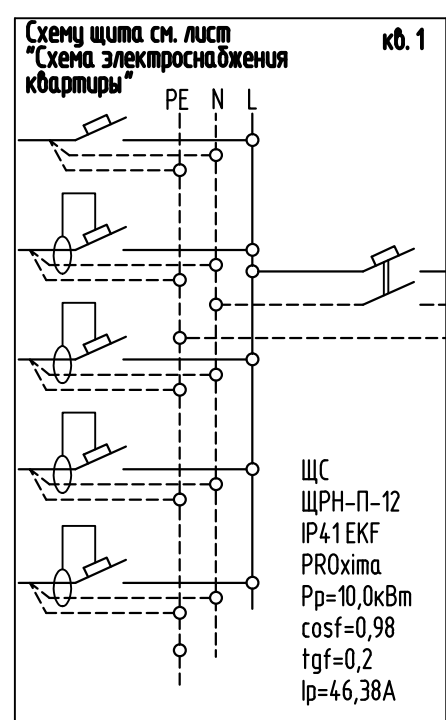 Схему щита см. лист
"Схема электроснабжения
квартиры"
кв. 1
PE N L
ЩС
ЩРН-П-12
IP41 EKF
PROxima
Pp=10,0кВт
cosf=0,98
tgf=0,2
Ip=46,38А